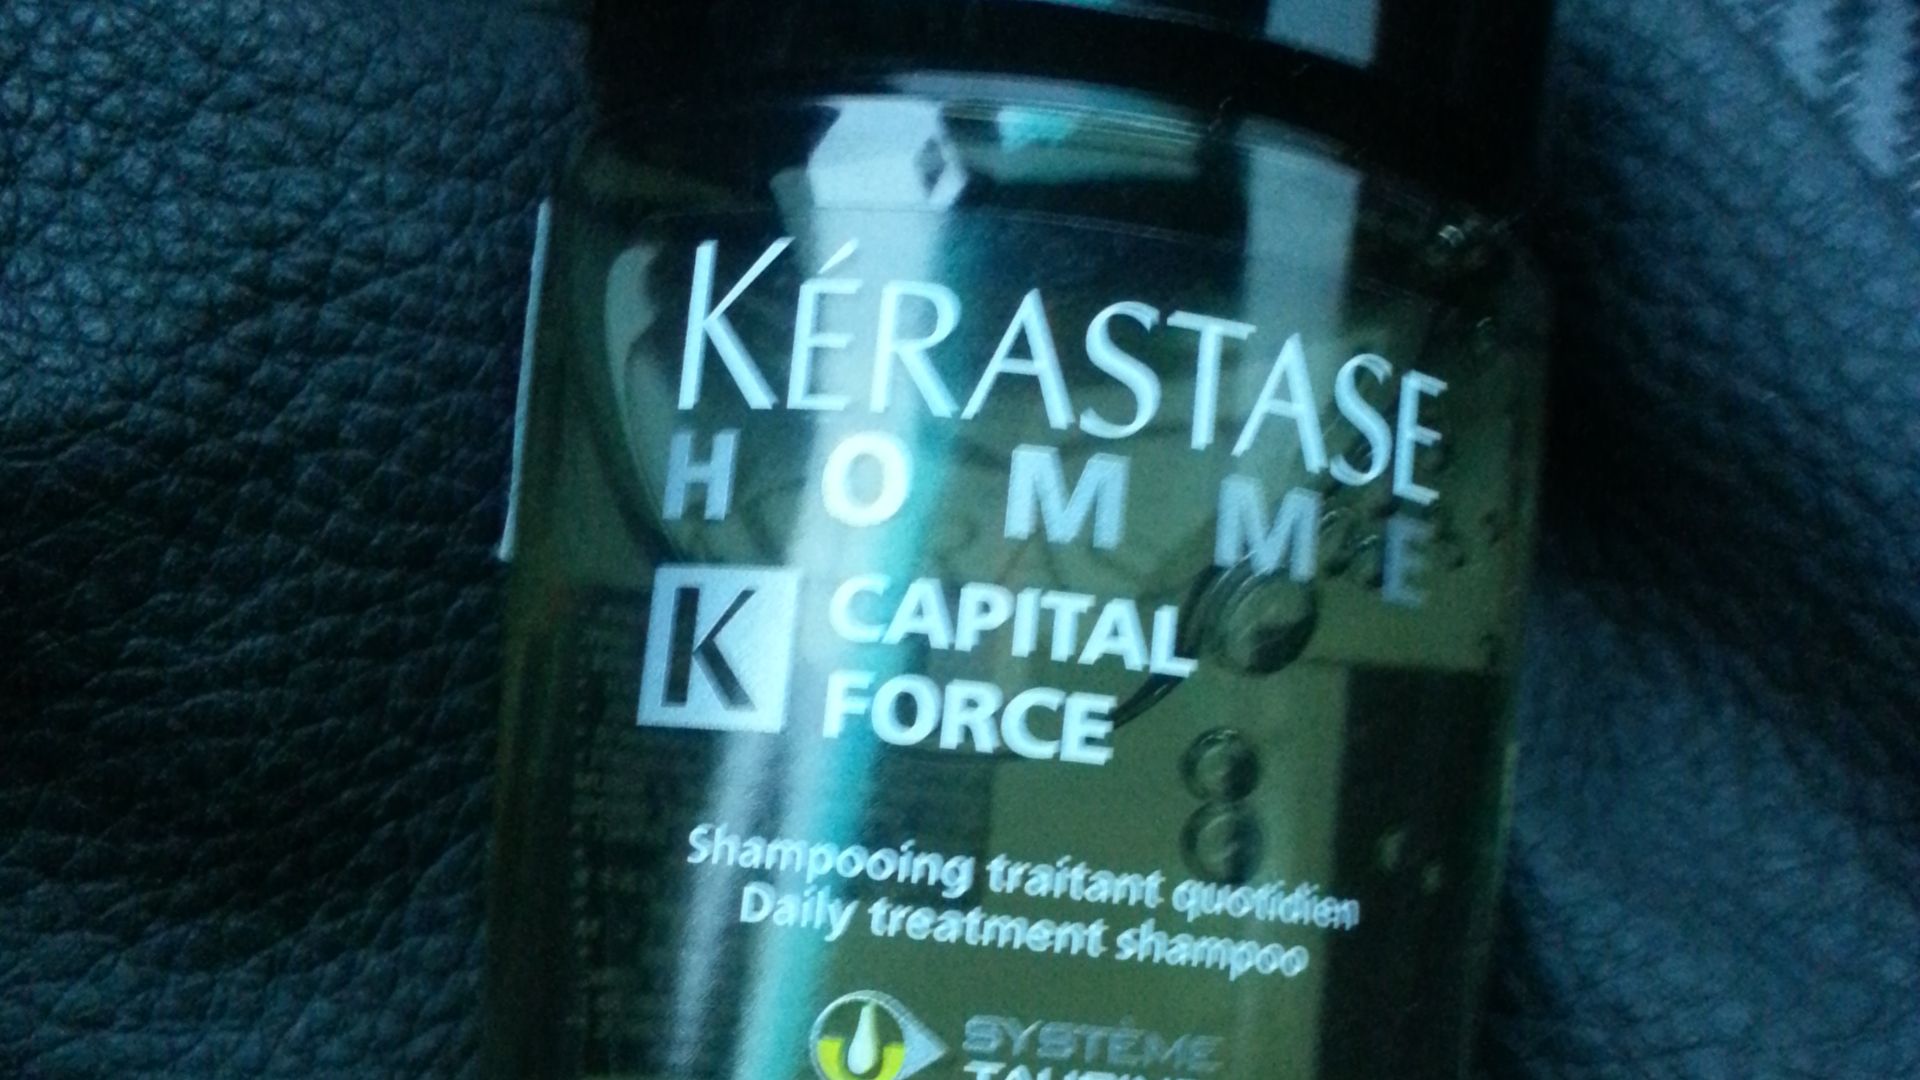 KÉRASTASE
HOMME
K CAPITAL
FORCE
Shampooing traitant quotidien
Daily treatment shampoo
SYSTÈME